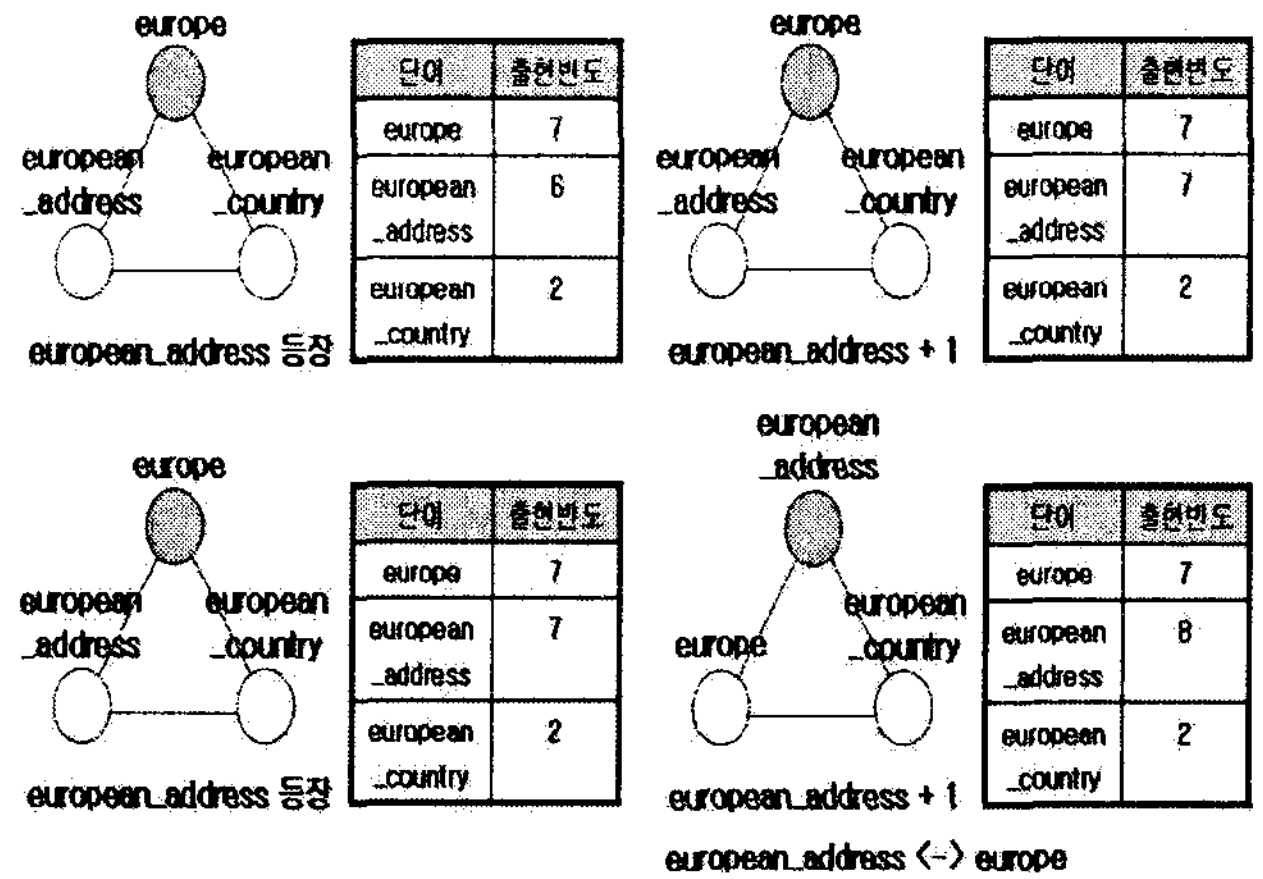 europe
european
_address
european
_country
단어 출현빈도
europe 7
european
_address 6
european
_country 2
european_address 등장
europe
european
_address
european
_country
단어 출현빈도
europe 7
european
_address 7
european
_country 2
european_address + 1
europe
european
_address
european
_country
단어 출현빈도
europe 7
european
_address 7
european
_country 2
european_address 등장
european
_address
europe
european
_country
단어 출현빈도
europe 7
european
_address 8
european
_country 2
european_address + 1
european_address <-> europe